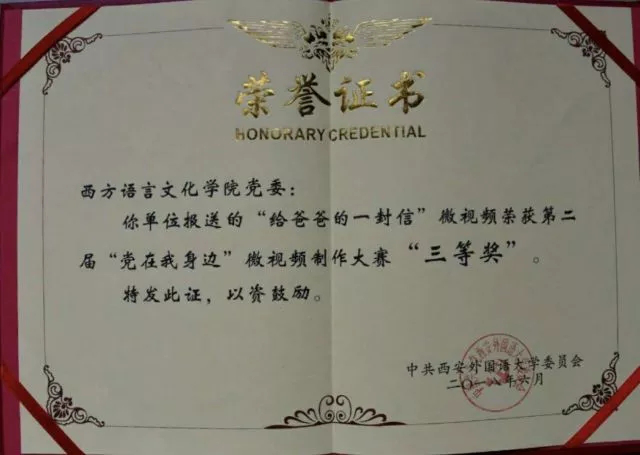 荣誉证书
HONORARY CREDENTIAL
西方语言文化学院党委：
你单位报送的“给爸爸的一封信”微视频荣获第二
届“党在我身边”微视频制作大赛“三等奖”。
特发此证，以资鼓励。
中共西安外国语大学委员会
二〇一八年六月